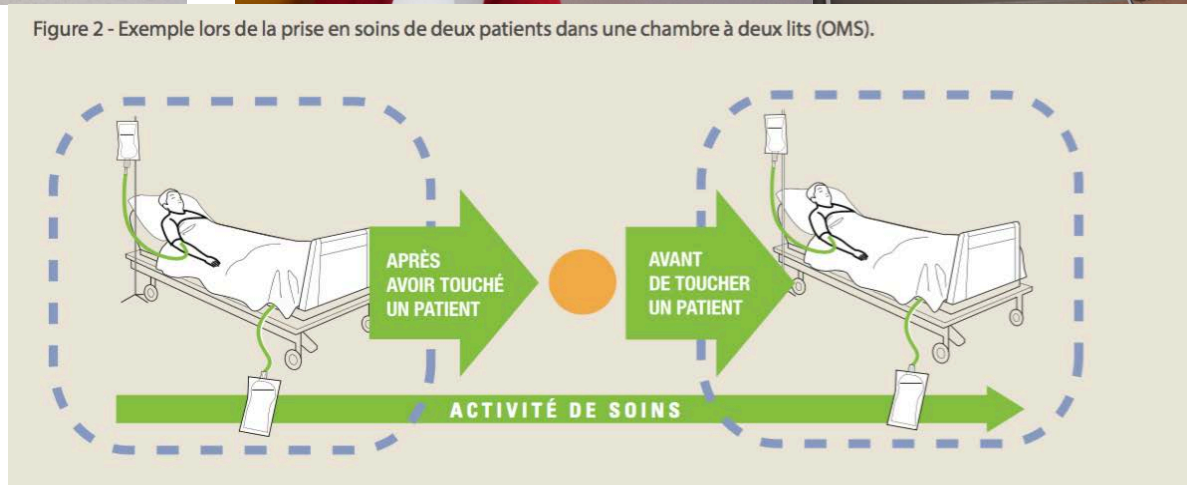 Figure 2 - Exemple lors de la prise en soins de deux patients dans une chambre à deux lits (OMS).
APRÈS
AVOIR TOUCHÉ
UN PATIENT
AVANT
DE TOUCHER
UN PATIENT
ACTIVITÉ DE SOINS